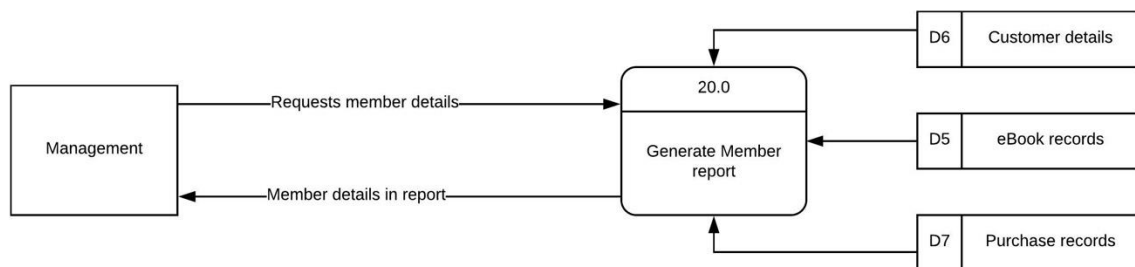 D6 Customer details
20.0
Requests member details
Management
Generate Member
report
D5 eBook records
Member details in report
D7 Purchase records